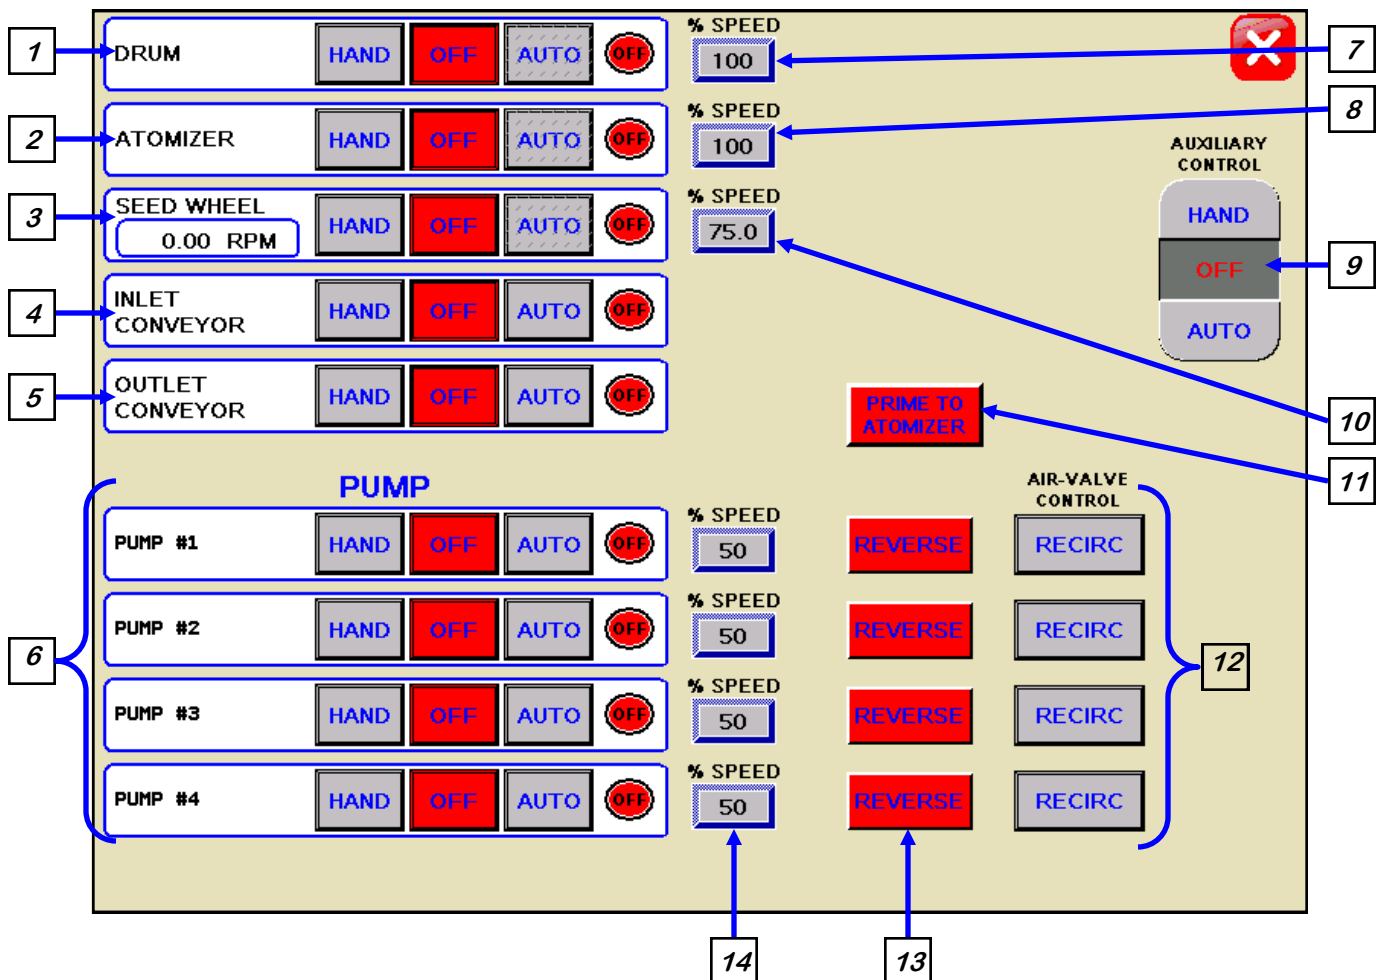 % SPEED
1 DRUM HAND OFF AUTO OFF 100 7
% SPEED
8
2 ATOMIZER HAND OFF AUTO OFF 100
AUXILIARY
CONTROL
% SPEED
3 SEED WHEEL
0.00 RPM HAND OFF AUTO OFF 75.0
HAND
OFF 9
AUTO
4 INLET
CONVEYOR HAND OFF AUTO OFF
5 OUTLET
CONVEYOR HAND OFF AUTO OFF
PRIME TO
ATOMIZER
10
11
PUMP
AIR-VALVE
CONTROL
% SPEED
PUMP #1 HAND OFF AUTO OFF 50 REVERSE RECIRC
% SPEED
PUMP #2 HAND OFF AUTO OFF 50 REVERSE RECIRC
6
12
% SPEED
PUMP #3 HAND OFF AUTO OFF 50 REVERSE RECIRC
% SPEED
PUMP #4 HAND OFF AUTO OFF 50 REVERSE RECIRC
14 13